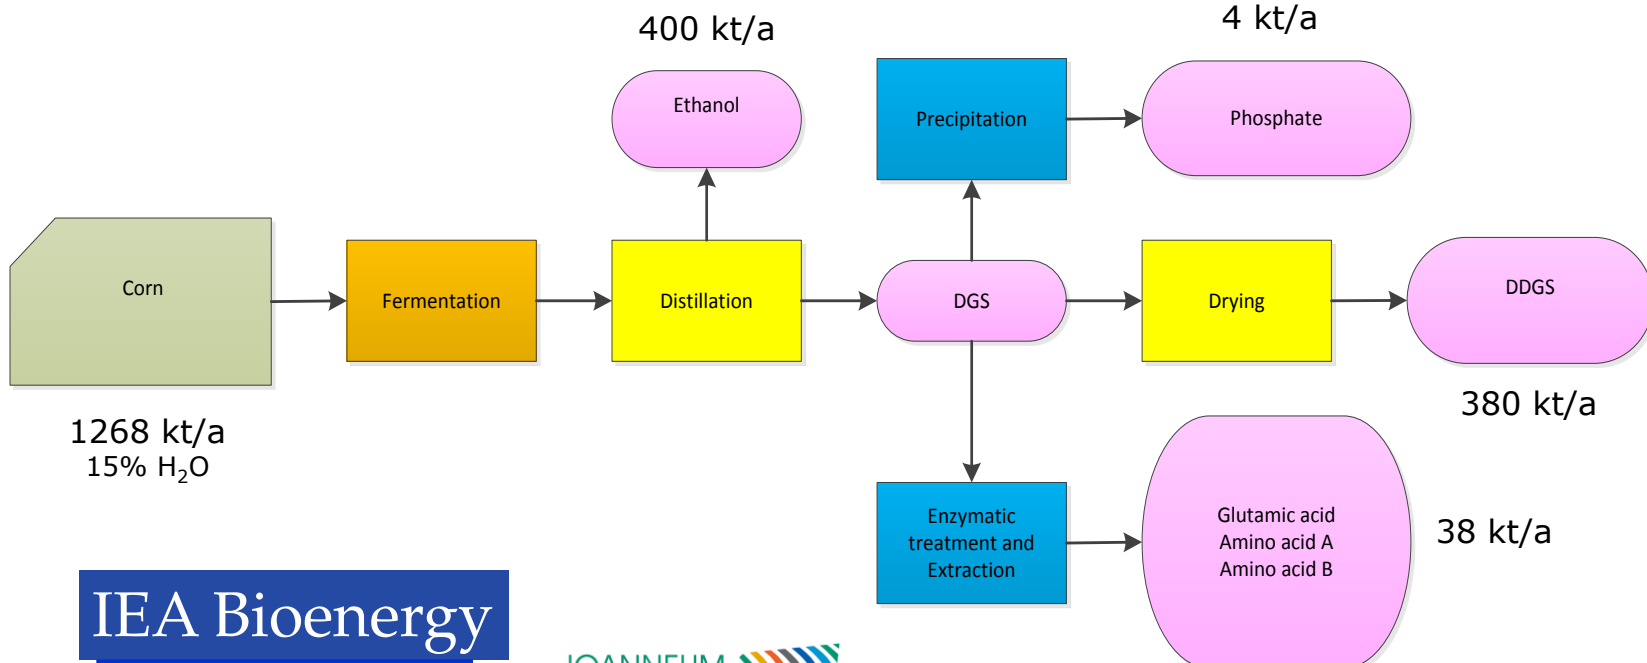 400 kt/a
4 kt/a
Ethanol
Precipitation
Phosphate
Corn
Fermentation
Distillation
DGS
Drying
DDGS
1268 kt/a
15% H₂O
380 kt/a
Enzymatic
treatment and
Extraction
Glutamic acid
Amino acid A
Amino acid B
38 kt/a
IEA Bioenergy
JOANNEUM